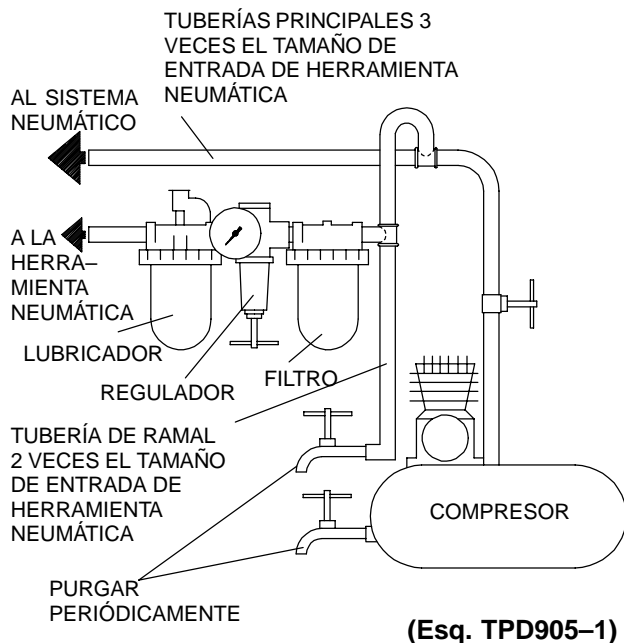 TUBERÍAS PRINCIPALES 3
VECES EL TAMAÑO DE
ENTRADA DE HERRAMIENTA
NEUMÁTICA
AL SISTEMA
NEUMÁTICO
A LA
HERRA–
MIENTA
NEUMÁTICA
LUBRICADOR
REGULADOR
FILTRO
TUBERÍA DE RAMAL
2 VECES EL TAMAÑO
DE ENTRADA DE
HERRAMIENTA
NEUMÁTICA
COMPRESOR
PURGAR
PERIÓDICAMENTE
(Esq. TPD905–1)